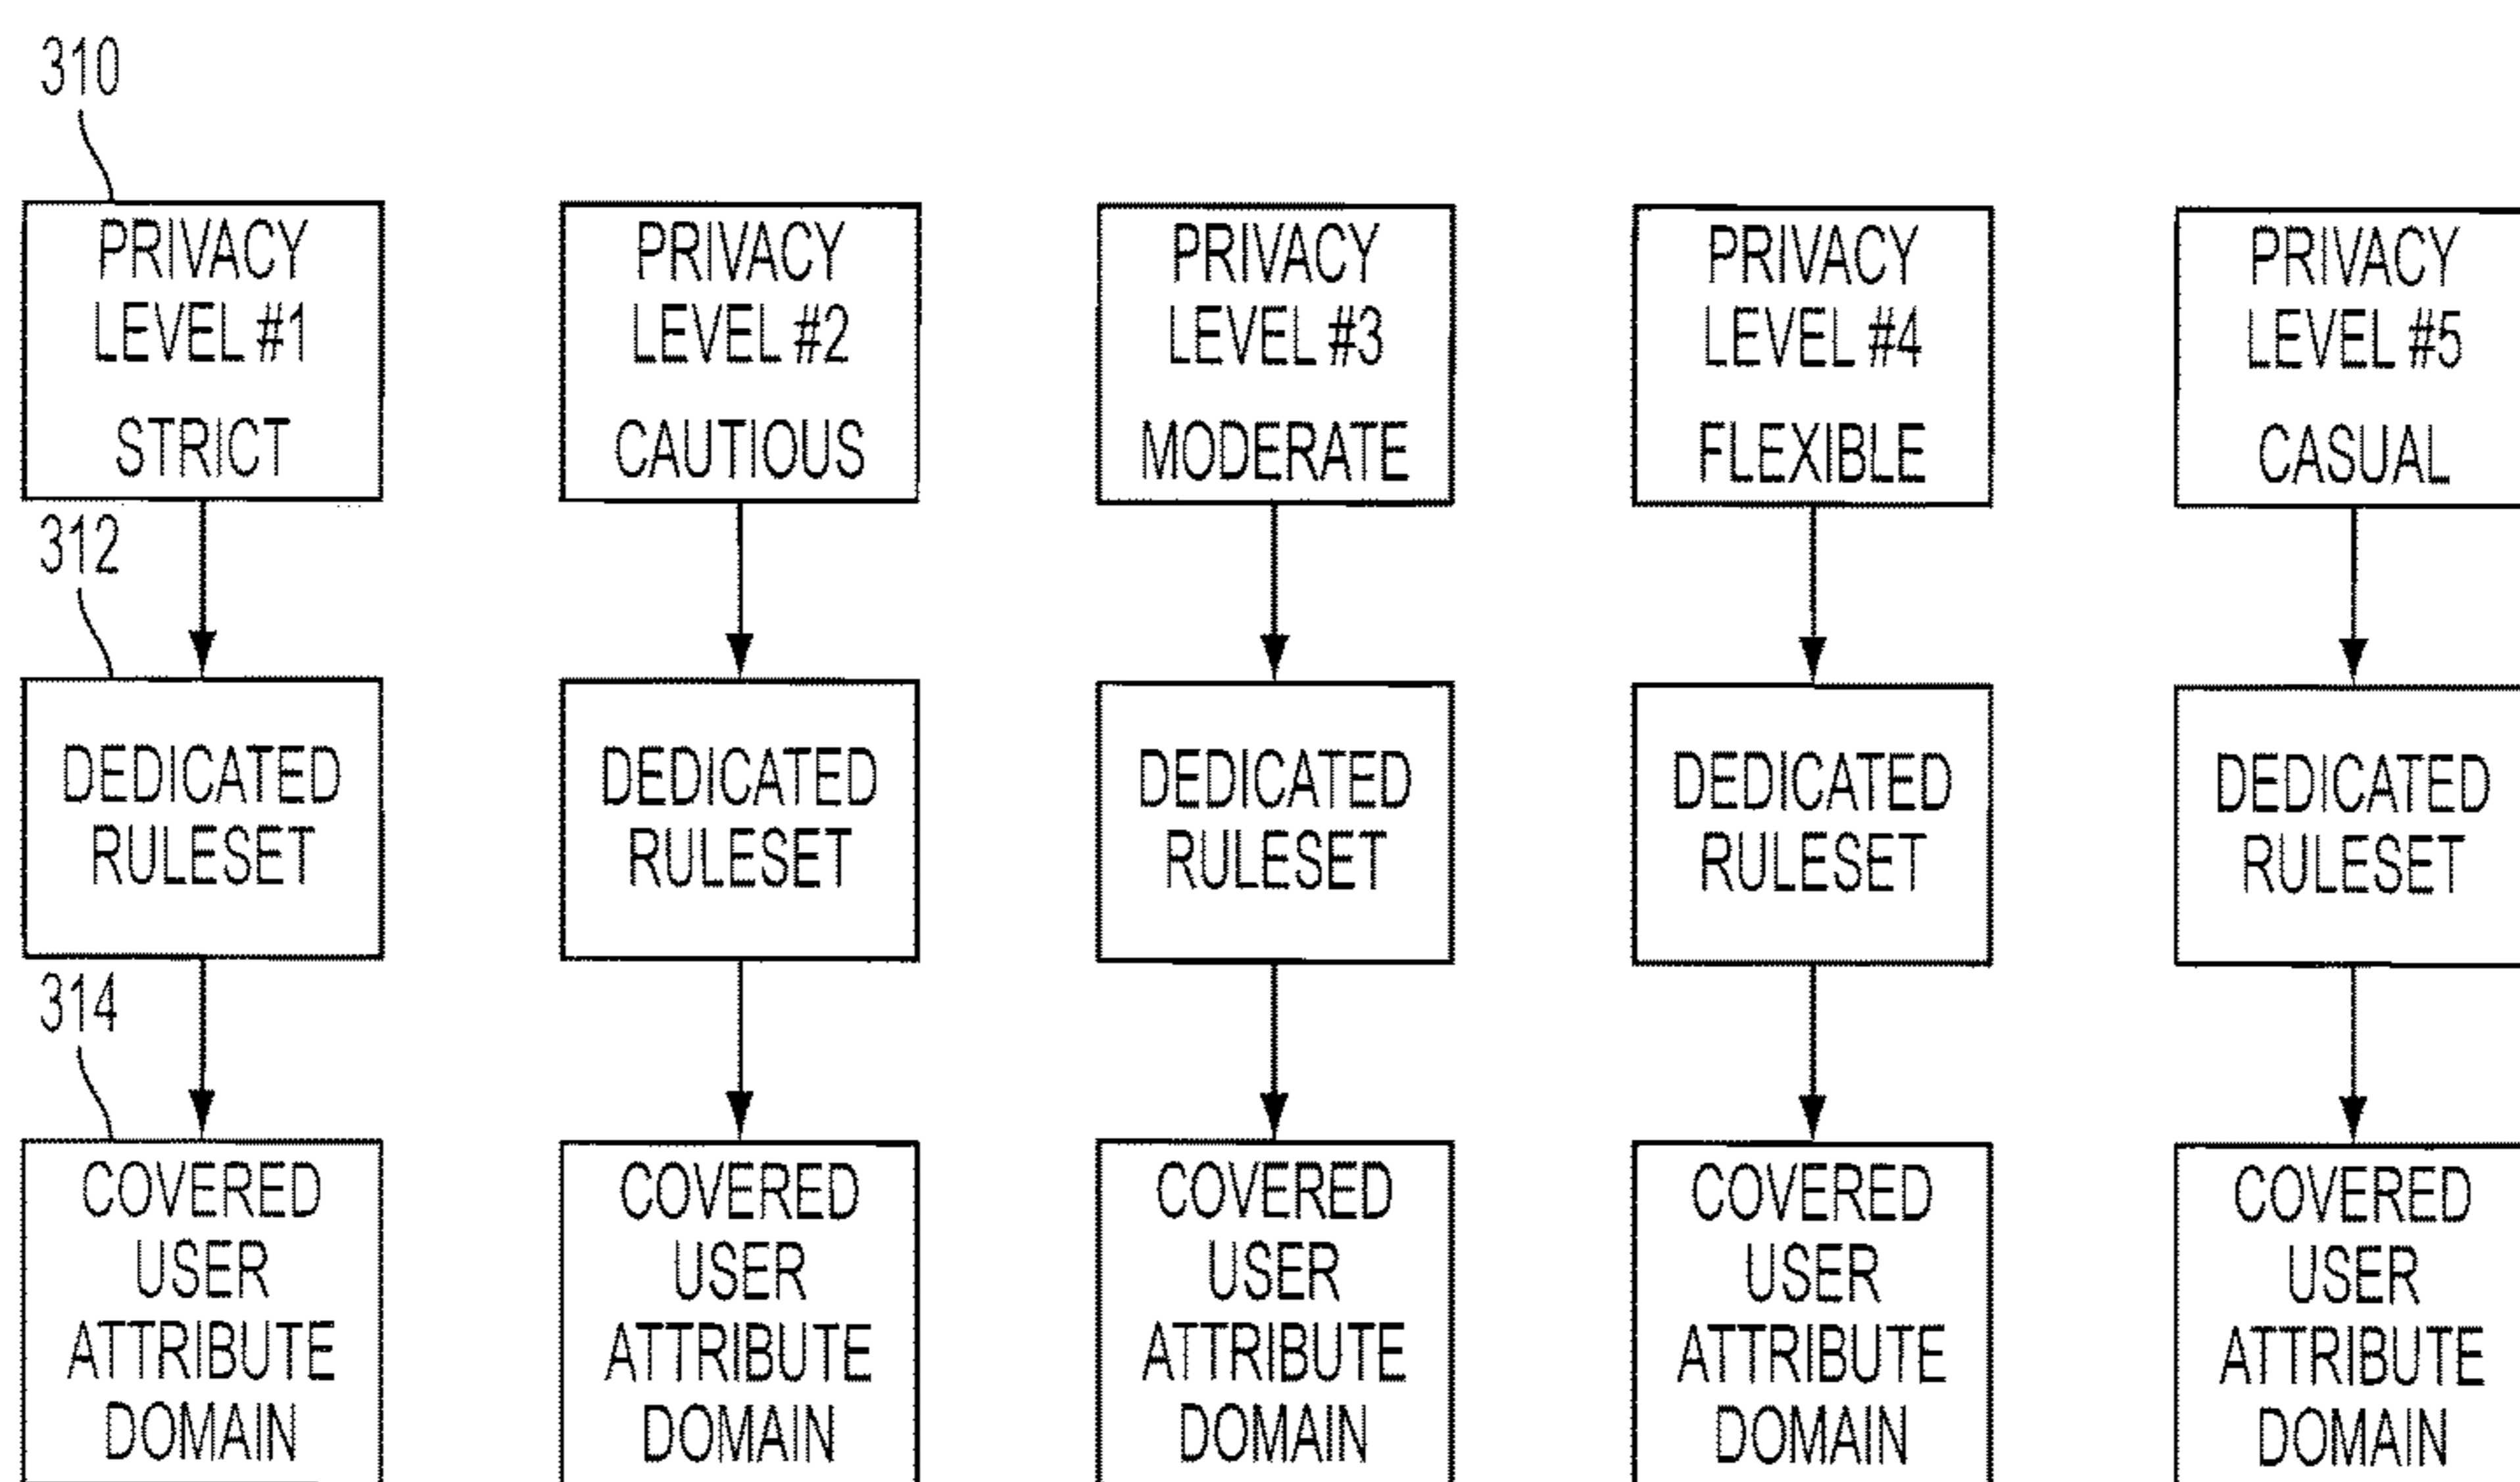 310
PRIVACY
LEVEL #1
STRICT
PRIVACY
LEVEL #2
CAUTIOUS
PRIVACY
LEVEL #3
MODERATE
PRIVACY
LEVEL #4
FLEXIBLE
PRIVACY
LEVEL #5
CASUAL
312
DEDICATED
RULESET
DEDICATED
RULESET
DEDICATED
RULESET
DEDICATED
RULESET
DEDICATED
RULESET
314
COVERED
USER
ATTRIBUTE
DOMAIN
COVERED
USER
ATTRIBUTE
DOMAIN
COVERED
USER
ATTRIBUTE
DOMAIN
COVERED
USER
ATTRIBUTE
DOMAIN
COVERED
USER
ATTRIBUTE
DOMAIN